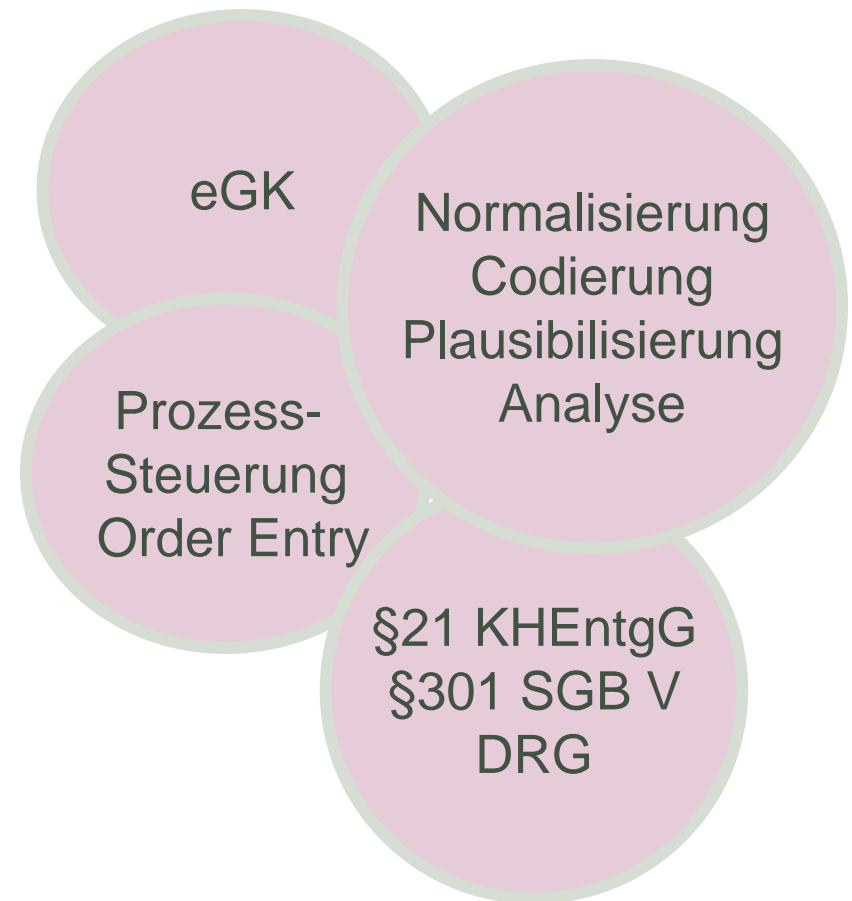 eGK
Normalisierung
Codierung
Plausibilisierung
Analyse
Prozess-
Steuerung
Order Entry
§21 KHEntgG
§301 SGB V
DRG